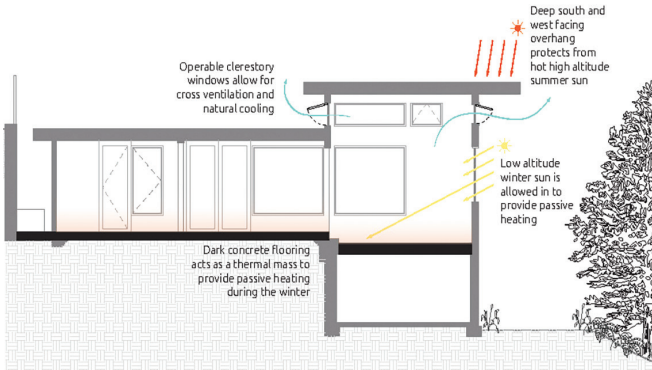 Deep south and
west facing
overhang
protects from
hot high altitude
summer sun
Operable clerestory
windows allow for
cross ventilation and
natural cooling
Low altitude
winter sun is
allowed in to
provide passive
heating
Dark concrete flooring
acts as a thermal mass to
provide passive heating
during the winter